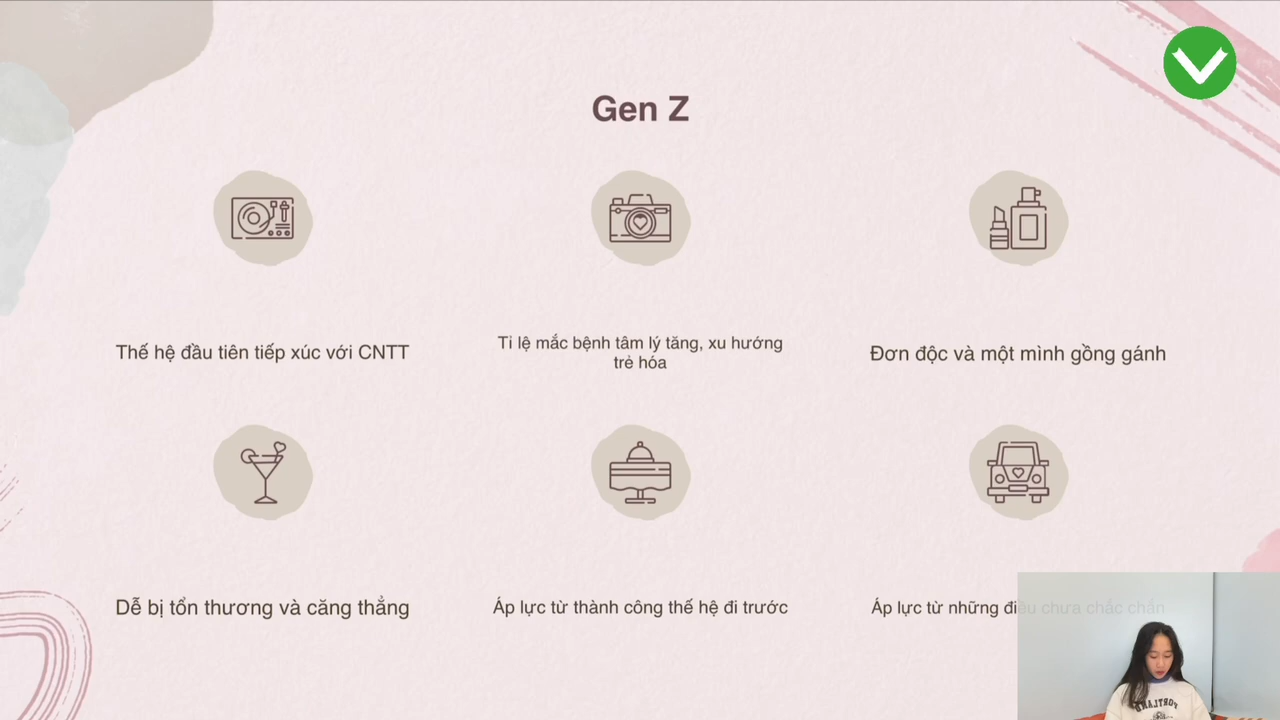 Gen Z
Thế hệ đầu tiên tiếp xúc với CNTT
Tỉ lệ mắc bệnh tâm lý tăng, xu hướng
trẻ hóa
Đơn độc và một mình gồng gánh
Dễ bị tổn thương và căng thẳng
Áp lực từ thành công thế hệ đi trước
Áp lực từ những điều chưa chắc chắn